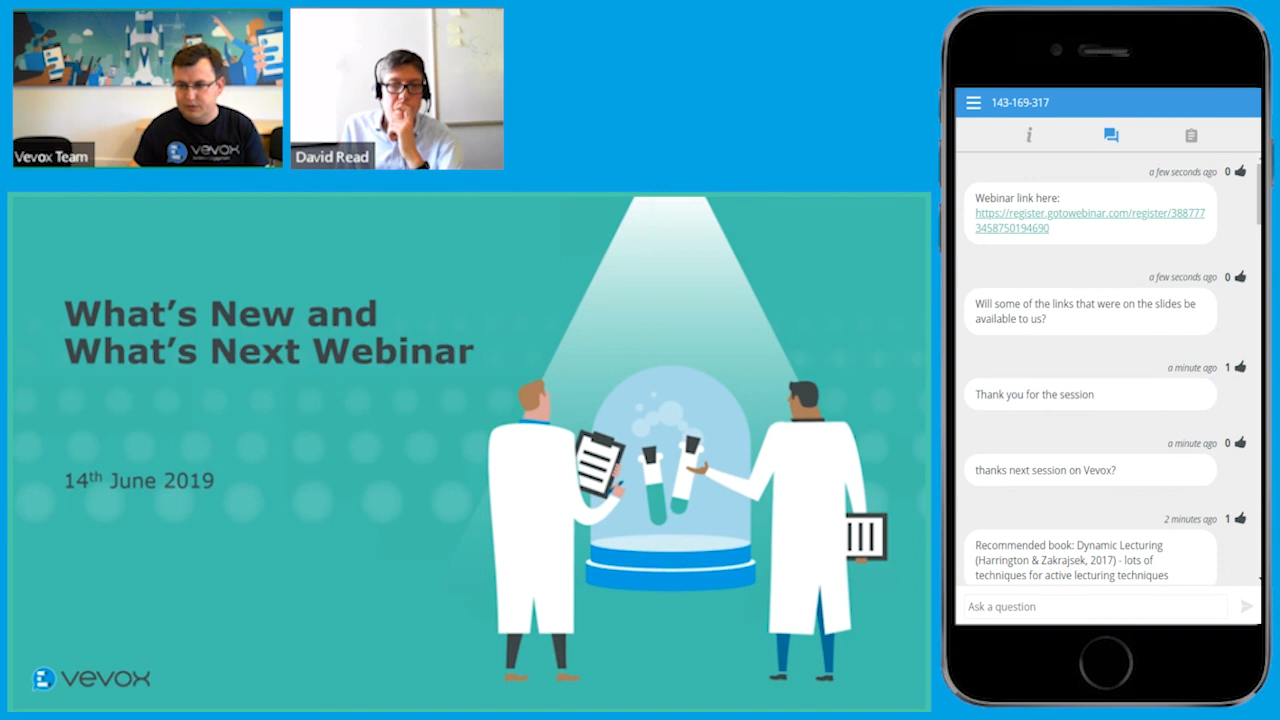 Vevox Team
vevox
David Read
What's New and
What's Next Webinar
14th June 2019
vevox
143-169-317
a few seconds ago 0
Webinar link here:
https://register.gotowebinar.com/register/388777
3458750194690
a few seconds ago 0
Will some of the links that were on the slides be
available to us?
a minute ago 1
Thank you for the session
a minute ago 0
thanks next session on Vevox?
2 minutes ago 1
Recommended book: Dynamic Lecturing
(Harrington & Zakrajsek, 2017) - lots of
techniques for active lecturing techniques
Ask a question